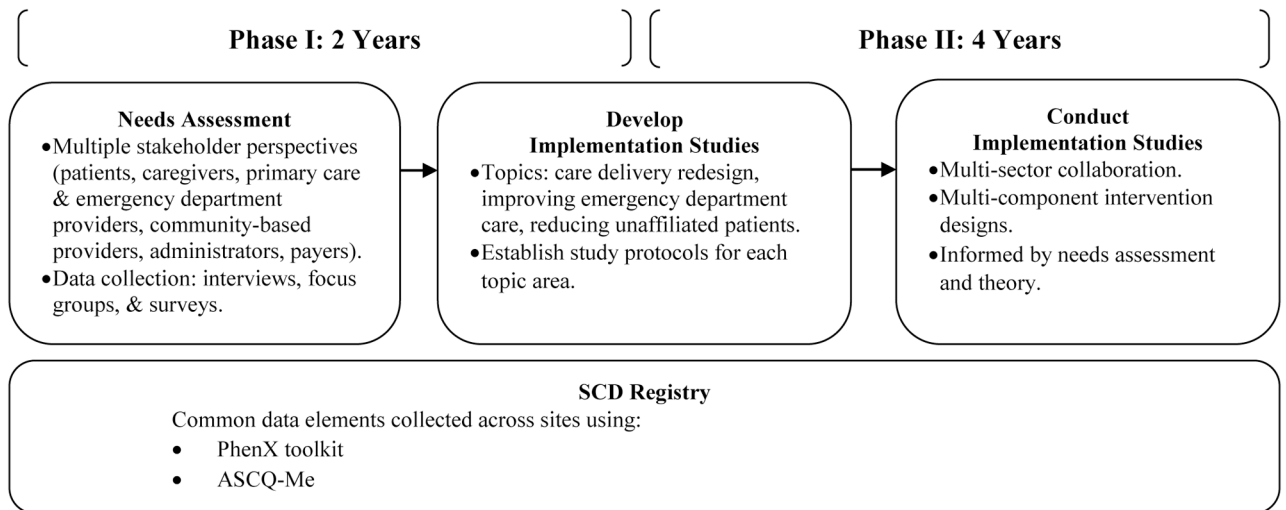 Phase I: 2 Years
Phase II: 4 Years
Needs Assessment
•Multiple stakeholder perspectives
(patients, caregivers, primary care
& emergency department
providers, community-based
providers, administrators, payers).
•Data collection: interviews, focus
groups, & surveys.
Develop
Implementation Studies
•Topics: care delivery redesign,
improving emergency department
care, reducing unaffiliated patients.
•Establish study protocols for each
topic area.
Conduct
Implementation Studies
•Multi-sector collaboration.
•Multi-component intervention
designs.
•Informed by needs assessment
and theory.
SCD Registry
Common data elements collected across sites using:
• PhenX toolkit
• ASCQ-Me